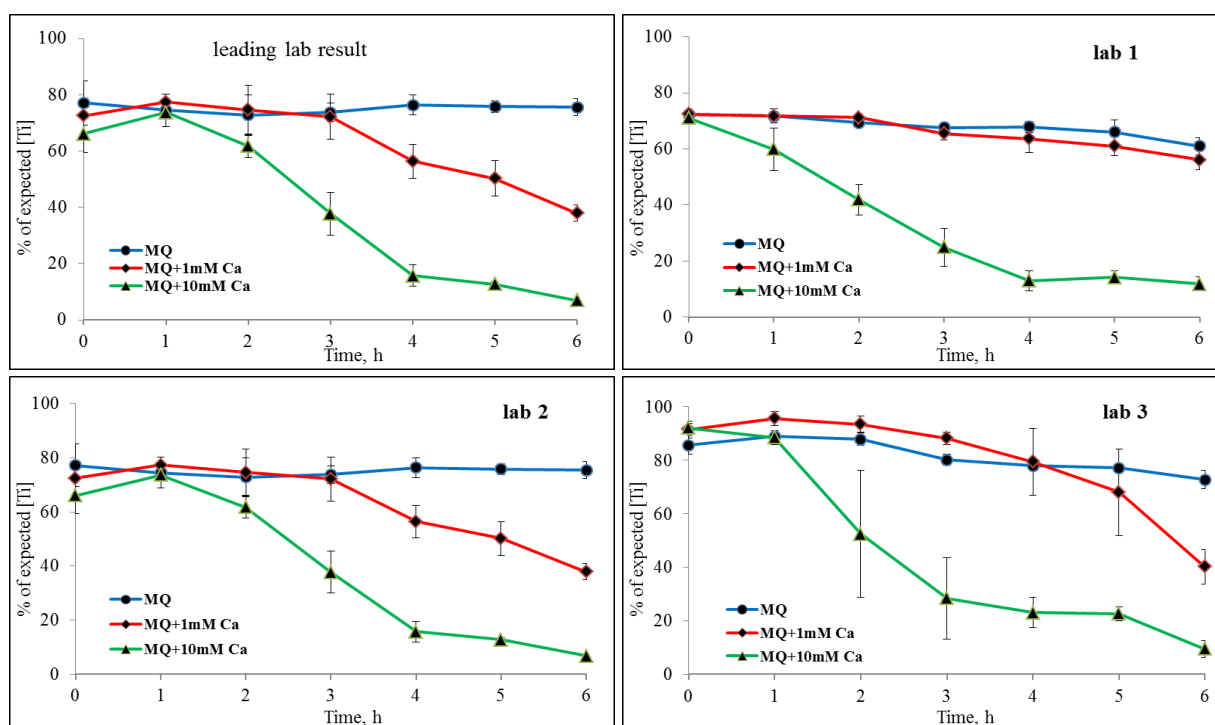 leading lab result
% of expected [Ti]
100
80
60
40
20
0
MQ
MQ+1mM Ca
MQ+10mM Ca
0 1 2 3 4 5 6
Time, h
lab 1
% of expected [Ti]
100
80
60
40
20
0
MQ
MQ+1mM Ca
MQ+10mM Ca
0 1 2 3 4 5 6
Time, h
lab 2
% of expected [Ti]
100
80
60
40
20
0
MQ
MQ+1mM Ca
MQ+10mM Ca
0 1 2 3 4 5 6
Time, h
lab 3
% of expected [Ti]
100
80
60
40
20
0
MQ
MQ+1mM Ca
MQ+10mM Ca
0 1 2 3 4 5 6
Time, h